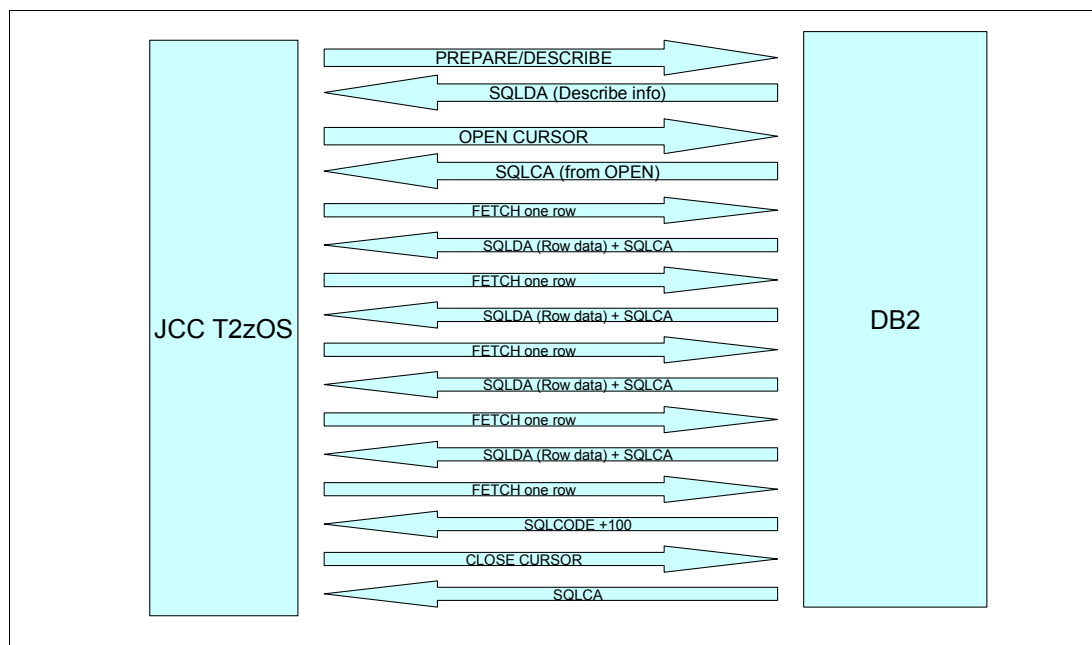 PREPARE/DESCRIBE
SQLDA (Describe info)
OPEN CURSOR
SQLCA (from OPEN)
FETCH one row
SQLDA (Row data) + SQLCA
FETCH one row
SQLDA (Row data) + SQLCA
FETCH one row
SQLDA (Row data) + SQLCA
FETCH one row
SQLDA (Row data) + SQLCA
FETCH one row
SQLCODE +100
CLOSE CURSOR
SQLCA
JCC T2zOS
DB2